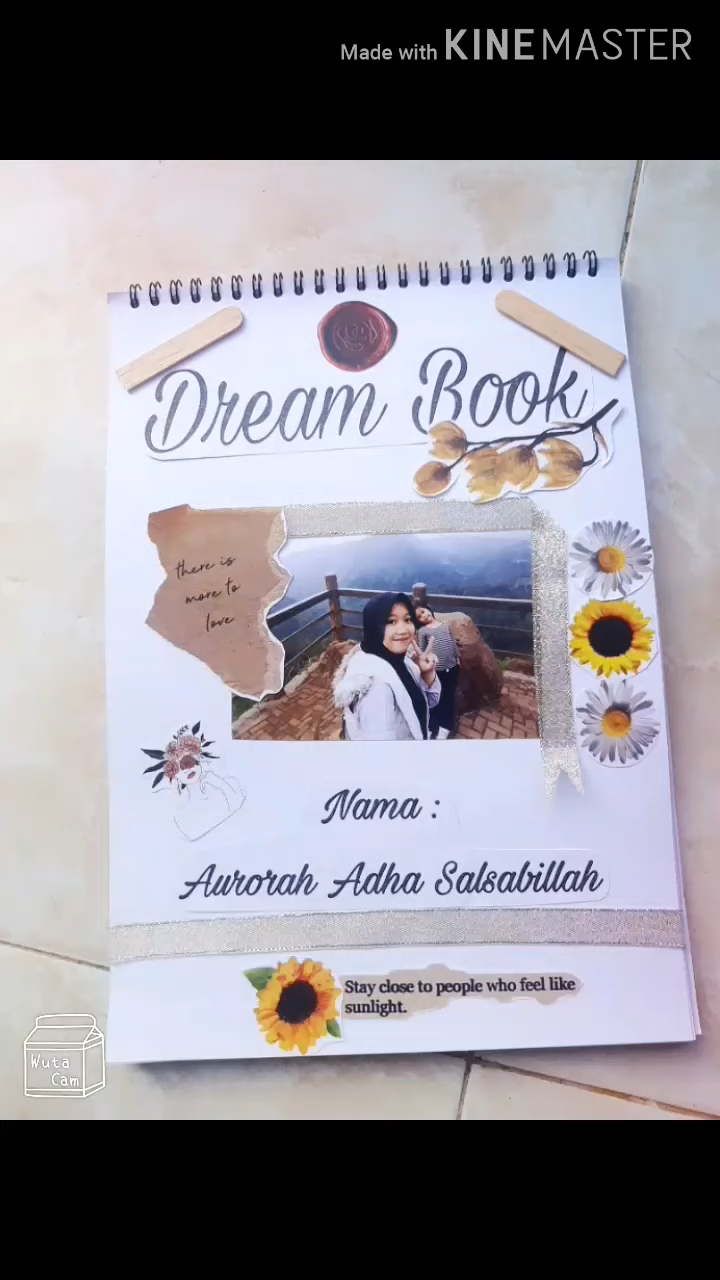 Made with KINEMASTER
Dream Book
there is
more to
love
Nama :
Aurorah Adha Salsabillah
Stay close to people who feel like
sunlight.
Wuta
Cam